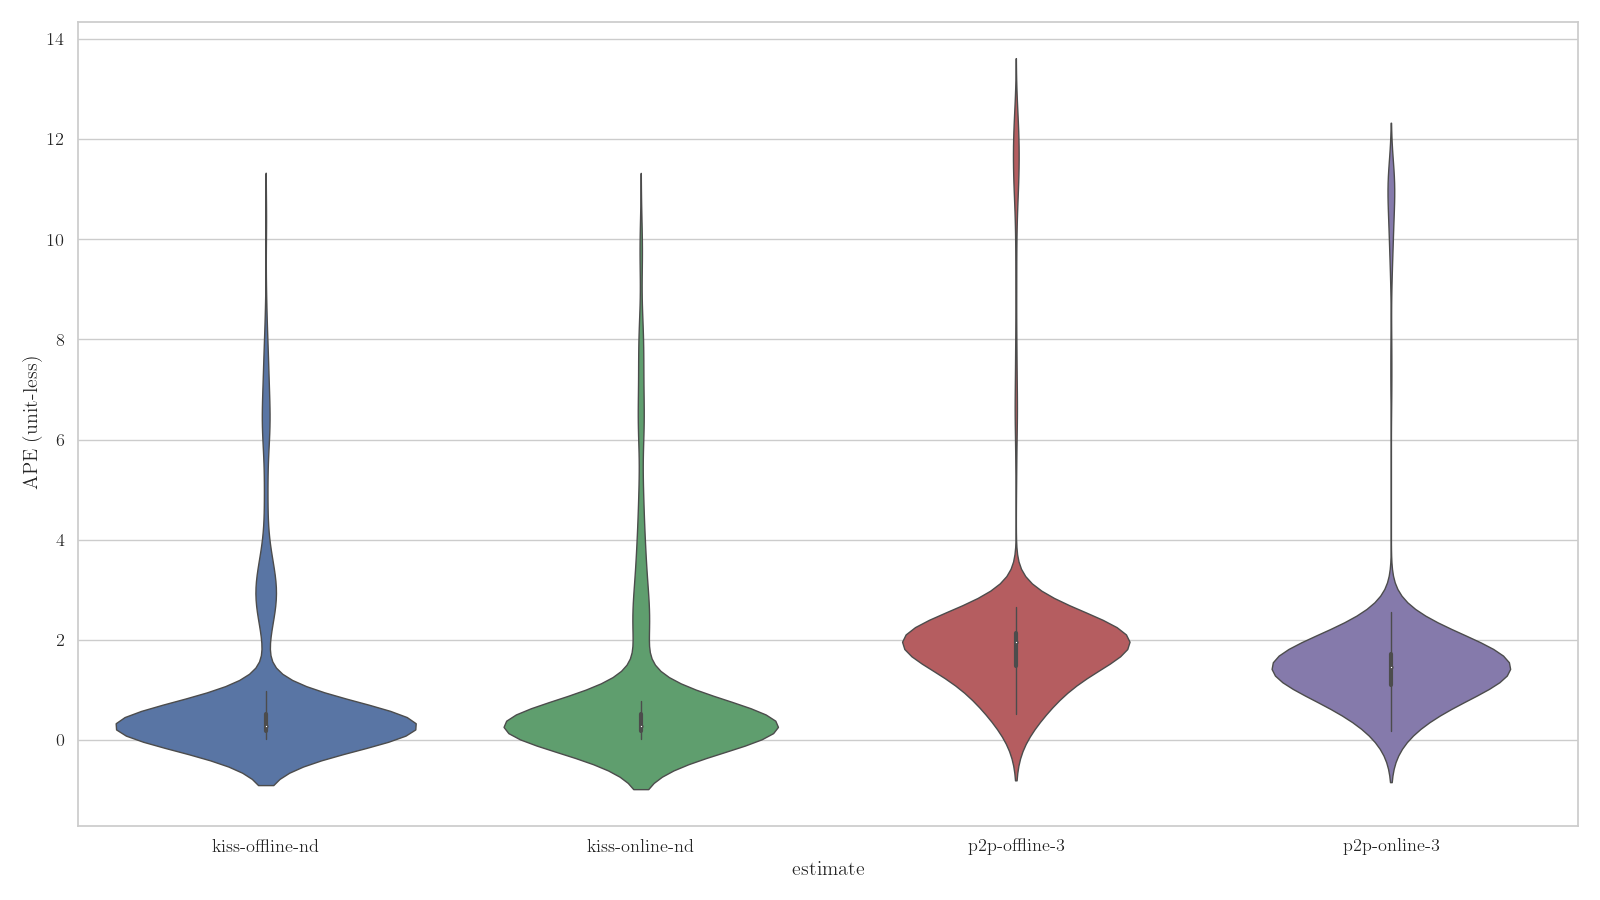 14
12
10
8
6
4
2
0
APE (unit-less)
kiss-offline-nd
kiss-online-nd
p2p-offline-3
p2p-online-3
estimate